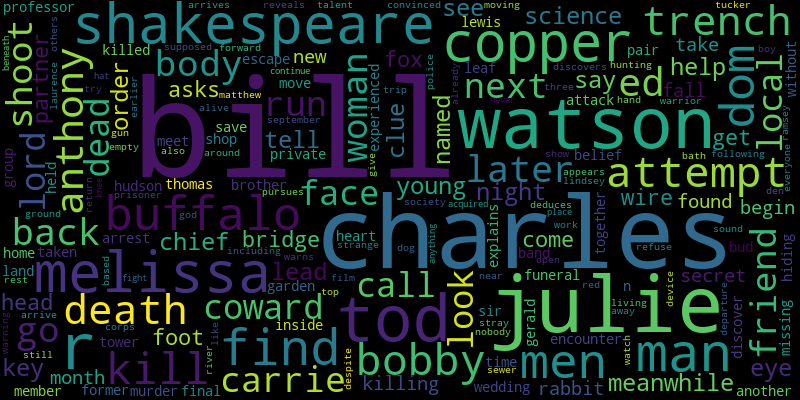 professor arrives reveals talent convinced moving tucker
shakespeare see lewis science trench
copper pair take
killed body fox next say ed help fall
asks matthew escape new
bill run woman clue experienced named
shoot partner anthony dead order
beneath laurence others hat try earlier
alive move trip police already
watson attack hand warrior
dom local get
discovers hunting three boy without
lord held group
meet save shop september around private tell
gun empty also
later belief attempt
everyone ramsey
hudson thomas brother pursues give
face young night wire found begin
buffalo prisoner god return knee
charles show appears lindsey bath following den
society acquired deduces place work
back ground arrest chief bridge heart strange dog anything
explains come band open together refuse sound bud
home taken including warns
melissa lead funeral secret friend hiding
land rest based fight film near n
garden call look julie red living away device
head death coward top sir stray nobody
discover departure missing
arrive corps inside gerald
go r foot tod encounter man eye
warning still tower river like find bobby time men watch
key month kill carrie despite killing sewer wedding rabbit meanwhile
member former murder final another